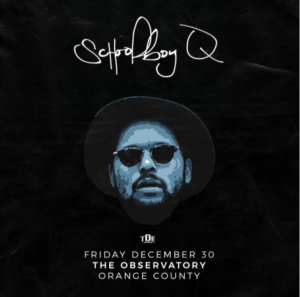 SCHoolboy Q
TDE
FRIDAY DECEMBER 30
THE OBSERVATORY
ORANGE COUNTY